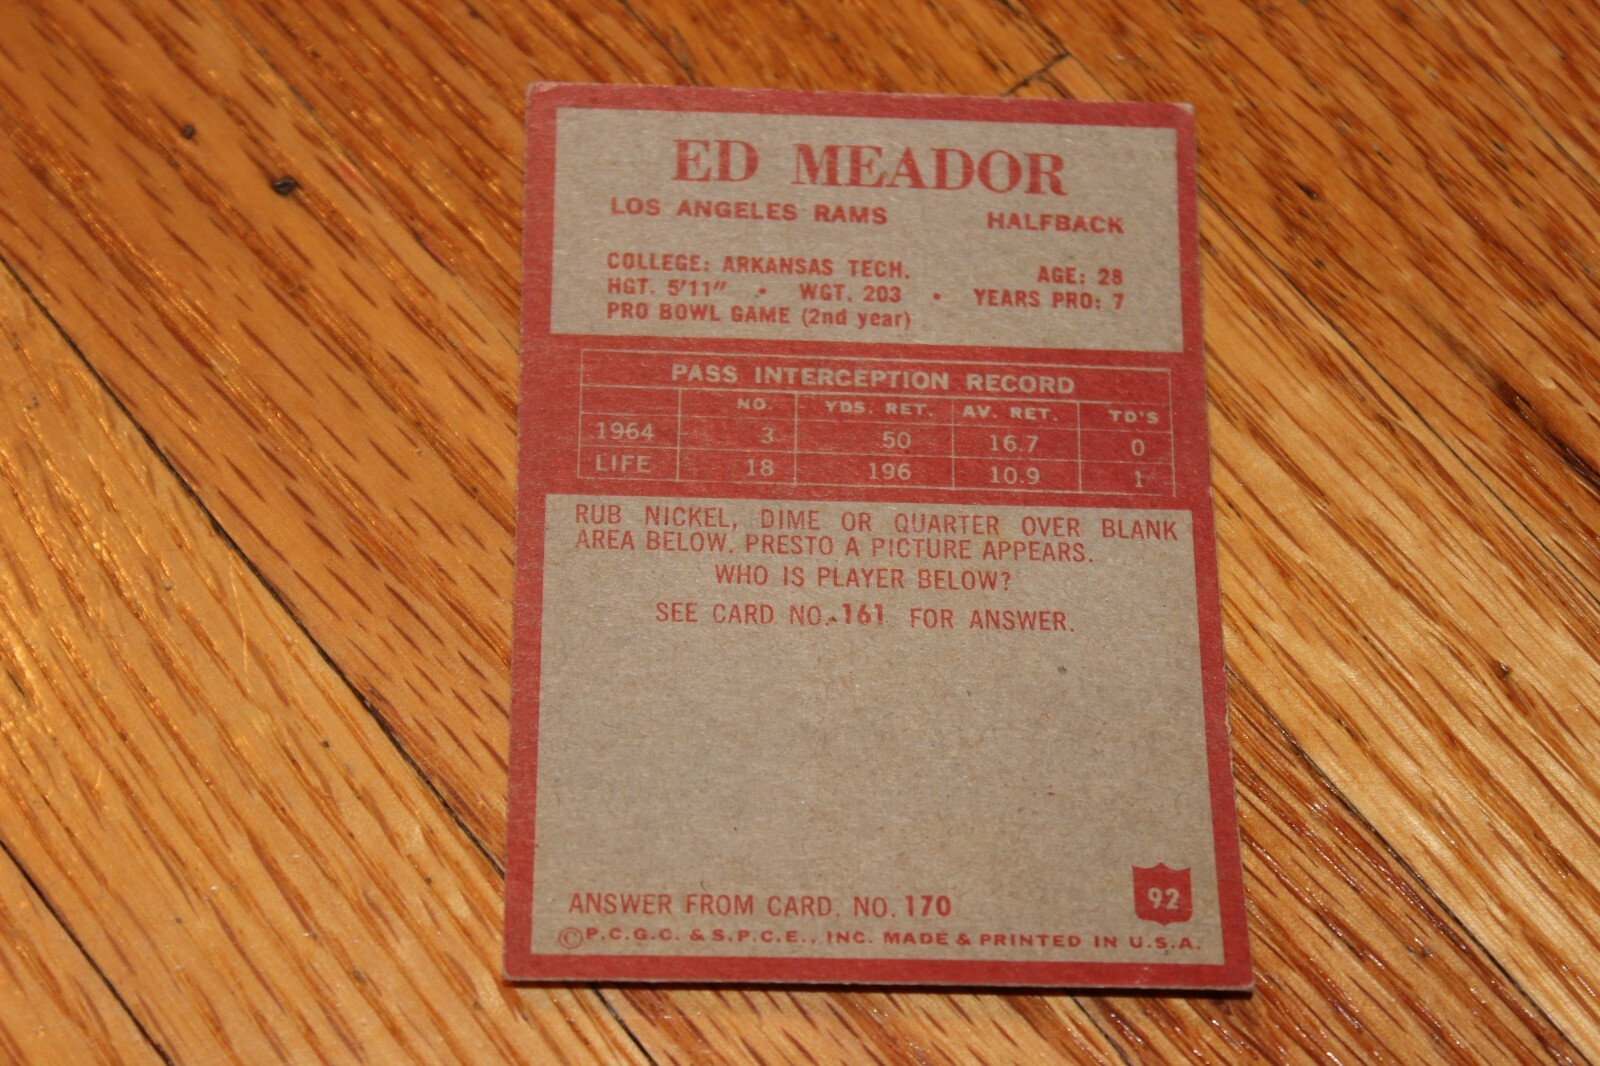 ED MEADOR
LOS ANGELES RAMS HALFBACK
COLLEGE: ARKANSAS TECH. AGE: 28
HGT. 5'11" • WGT. 203 • YEARS PRO: 7
PRO BOWL GAME (2nd year)
PASS INTERCEPTION RECORD
NO. YDS. RET. AV. RET. TD'S
1964 3 50 16.7 0
LIFE 18 196 10.9 1
RUB NICKEL, DIME OR QUARTER OVER BLANK
AREA BELOW. PRESTO A PICTURE APPEARS.
WHO IS PLAYER BELOW?
SEE CARD NO. 161 FOR ANSWER.
92
ANSWER FROM CARD. NO. 170
©P.C.G.C. & S.P.C.E., INC. MADE & PRINTED IN U.S.A.